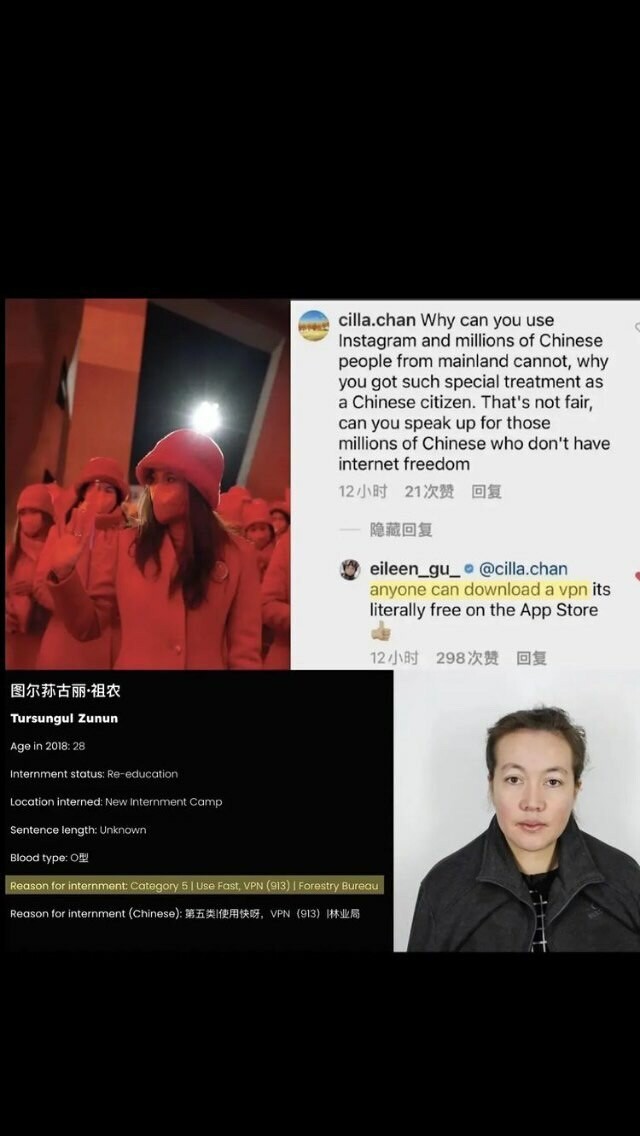 cilla.chan Why can you use
Instagram and millions of Chinese
people from mainland cannot, why
you got such special treatment as
a Chinese citizen. That's not fair,
can you speak up for those
millions of Chinese who don't have
internet freedom
12小时 21次赞 回复
隐藏回复
eileen_gu_ @cilla.chan
anyone can download a vpn its
literally free on the App Store
👍🏼
12小时 298次赞 回复
图尔荪古丽·祖农
Tursungul Zunun
Age in 2018: 28
Internment status: Re-education
Location interned: New Internment Camp
Sentence length: Unknown
Blood type: O型
Reason for internment: Category 5 | Use Fast, VPN (913) | Forestry Bureau
Reason for internment (Chinese): 第五类|使用快呀，VPN（913）|林业局